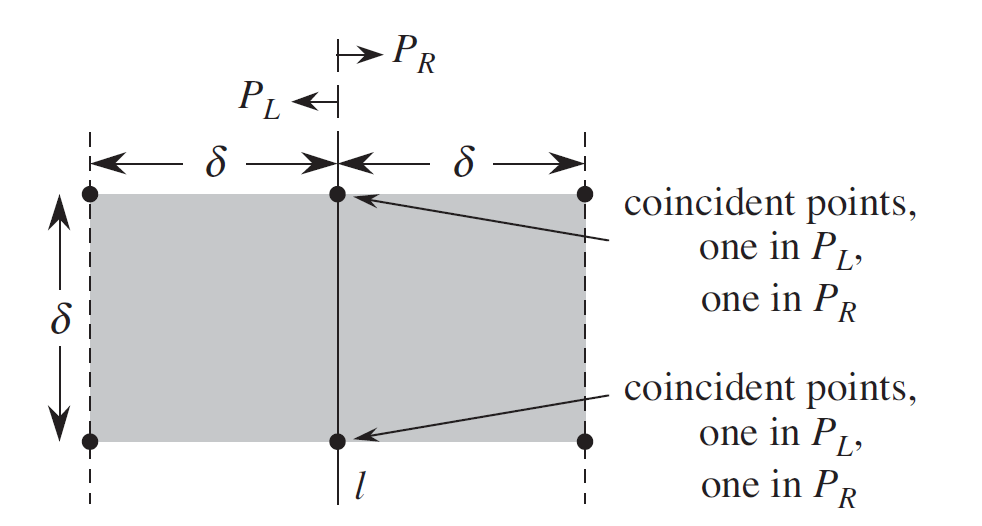 P_R
P_L
δ δ
coincident points,
one in P_L,
one in P_R
δ
coincident points,
one in P_L,
one in P_R
l